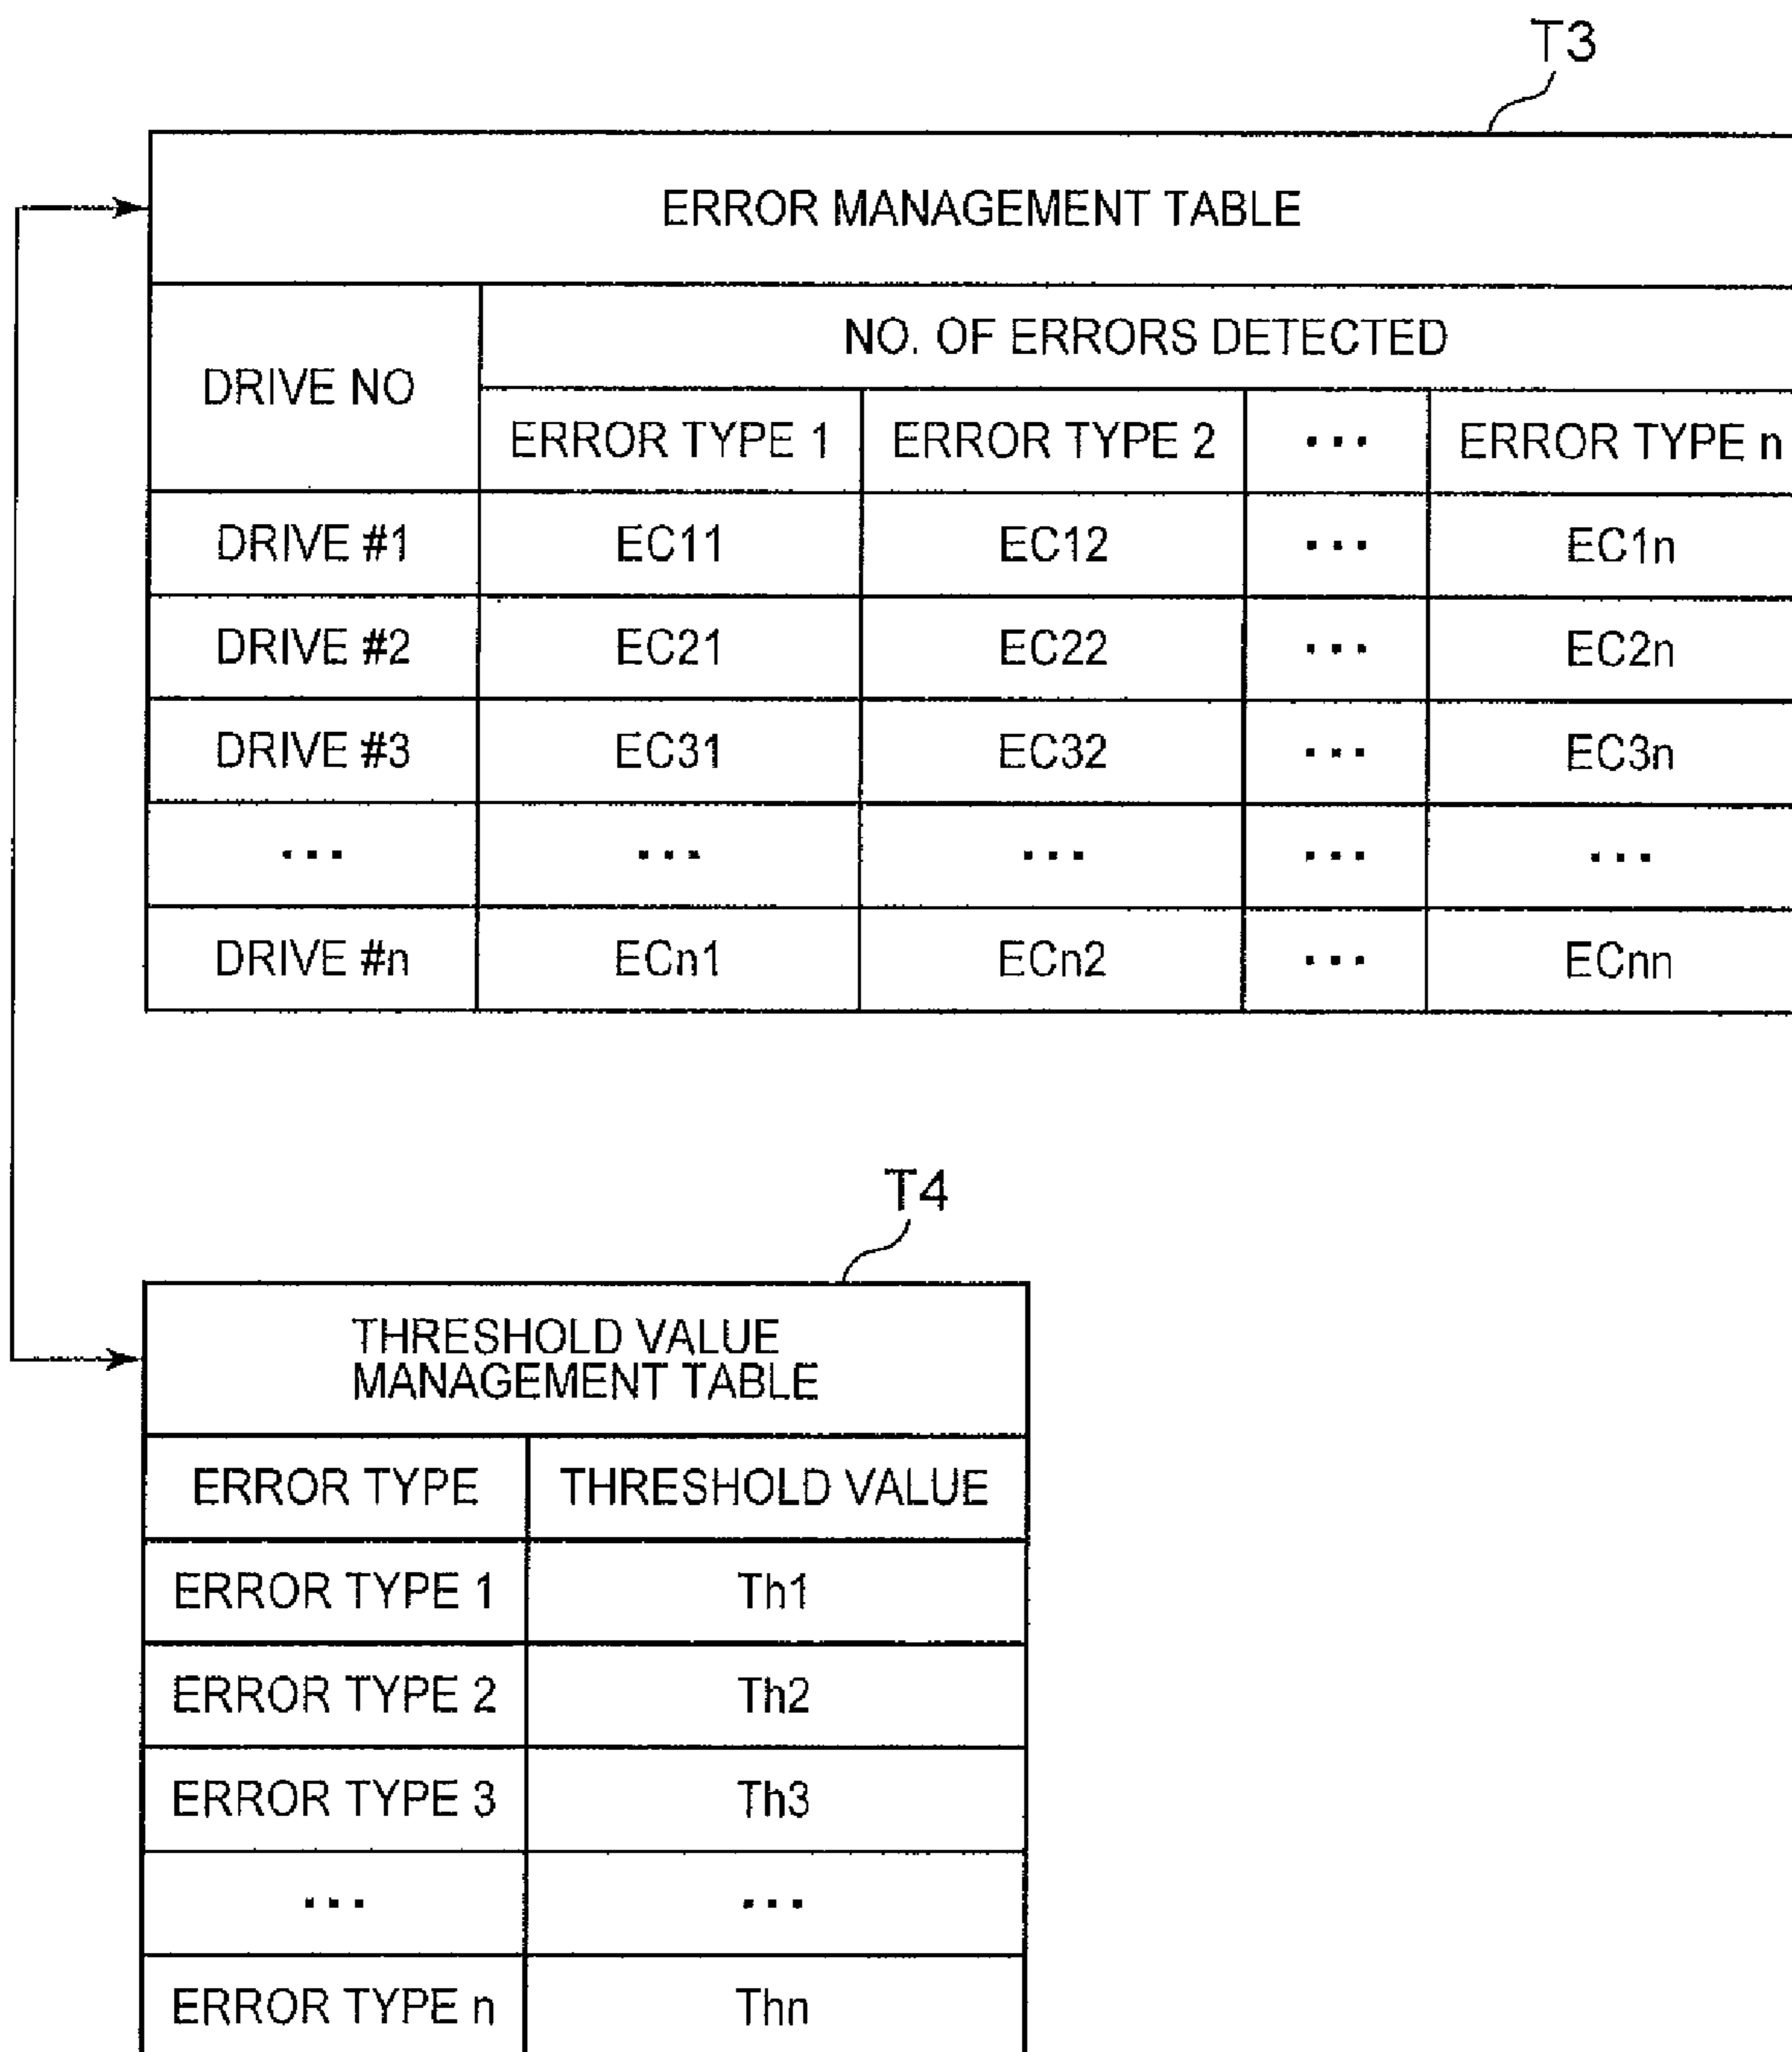 T3
ERROR MANAGEMENT TABLE
DRIVE NO
NO. OF ERRORS DETECTED
ERROR TYPE 1 ERROR TYPE 2 ... ERROR TYPE n
DRIVE #1 EC11 EC12 ... EC1n
DRIVE #2 EC21 EC22 ... EC2n
DRIVE #3 EC31 EC32 ... EC3n
... ... ... ... ...
DRIVE #n ECn1 ECn2 ... ECnn
T4
THRESHOLD VALUE
MANAGEMENT TABLE
ERROR TYPE THRESHOLD VALUE
ERROR TYPE 1 Th1
ERROR TYPE 2 Th2
ERROR TYPE 3 Th3
... ...
ERROR TYPE n Thn